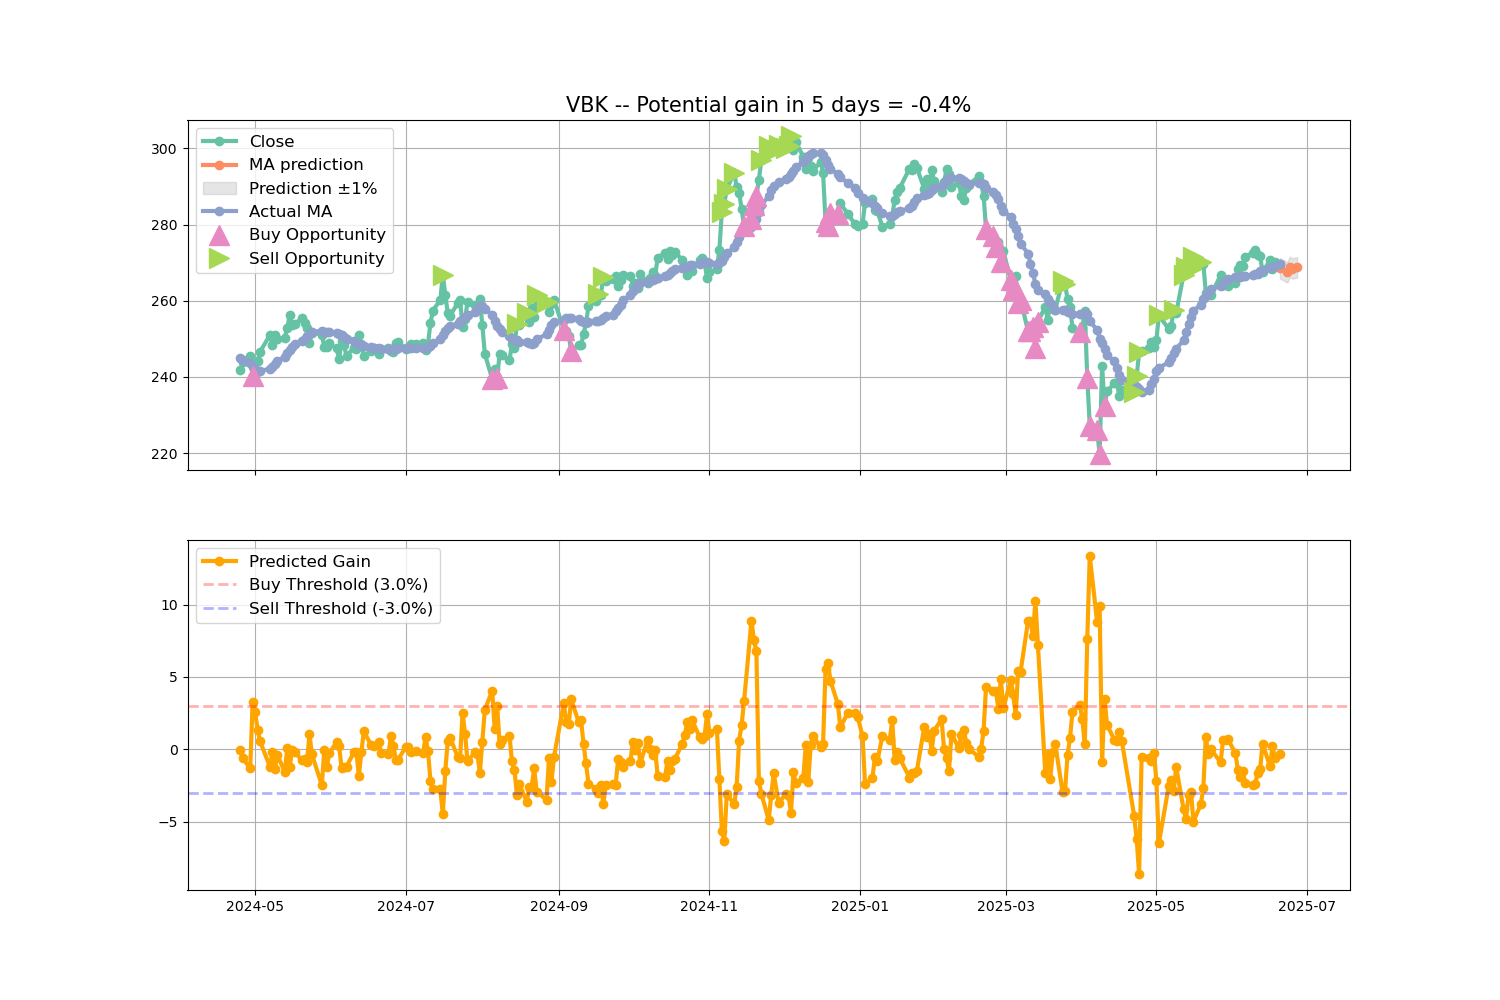 VBK -- Potential gain in 5 days = -0.4%
Close
MA prediction
Prediction ±1%
Actual MA
Buy Opportunity
Sell Opportunity
300
280
260
240
220
Predicted Gain
Buy Threshold (3.0%)
Sell Threshold (-3.0%)
10
5
0
−5
2024-05
2024-07
2024-09
2024-11
2025-01
2025-03
2025-05
2025-07